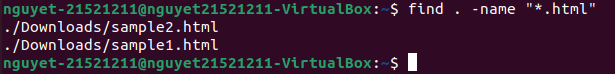 nguyet-21521211@nguyet21521211-VirtualBox:~$ find . -name "*.html"
./Downloads/sample2.html
./Downloads/sample1.html
nguyet-21521211@nguyet21521211-VirtualBox:~$